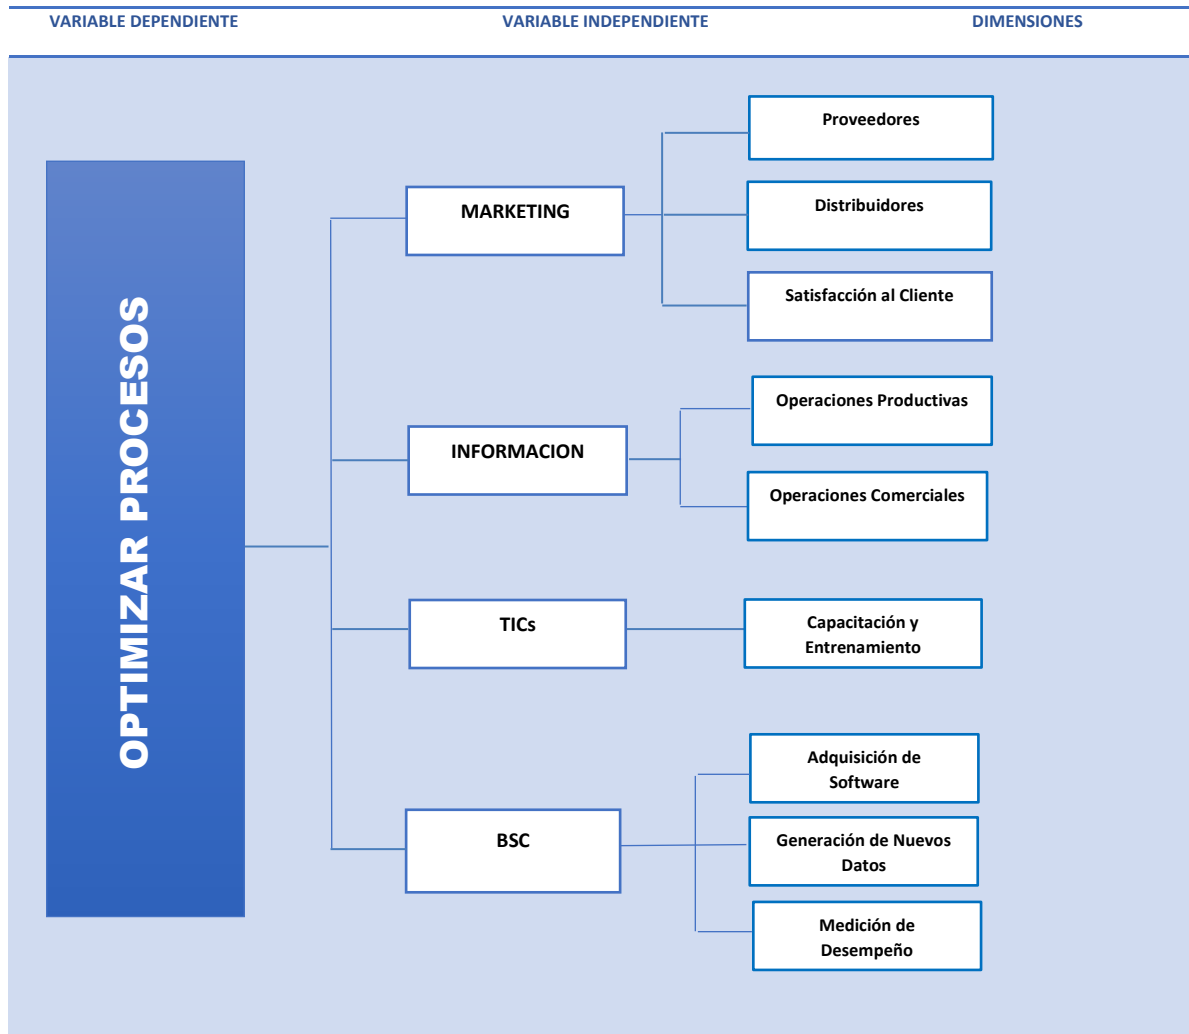 VARIABLE DEPENDIENTE
VARIABLE INDEPENDIENTE
DIMENSIONES
OPTIMIZAR PROCESOS
MARKETING
Proveedores
Distribuidores
Satisfacción al Cliente
INFORMACION
Operaciones Productivas
Operaciones Comerciales
TICs
Capacitación y
Entrenamiento
BSC
Adquisición de
Software
Generación de Nuevos
Datos
Medición de
Desempeño